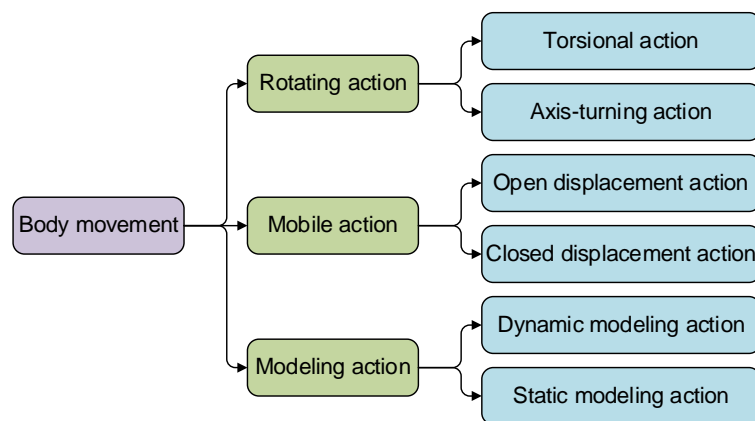 Body movement
Rotating action
Torsional action
Axis-turning action
Mobile action
Open displacement action
Closed displacement action
Modeling action
Dynamic modeling action
Static modeling action